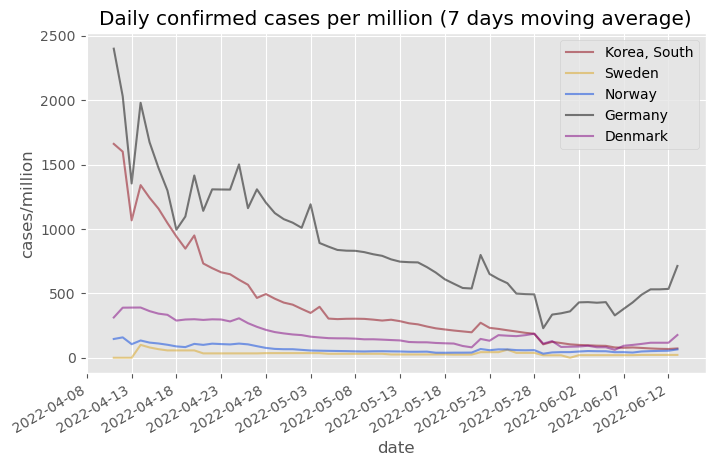 Daily confirmed cases per million (7 days moving average)
2500
2000
1500
1000
500
0
cases/million
Korea, South
Sweden
Norway
Germany
Denmark
2022-04-08
2022-04-13
2022-04-18
2022-04-23
2022-04-28
2022-05-03
2022-05-08
2022-05-13
2022-05-18
2022-05-23
2022-05-28
2022-06-02
2022-06-07
2022-06-12
date